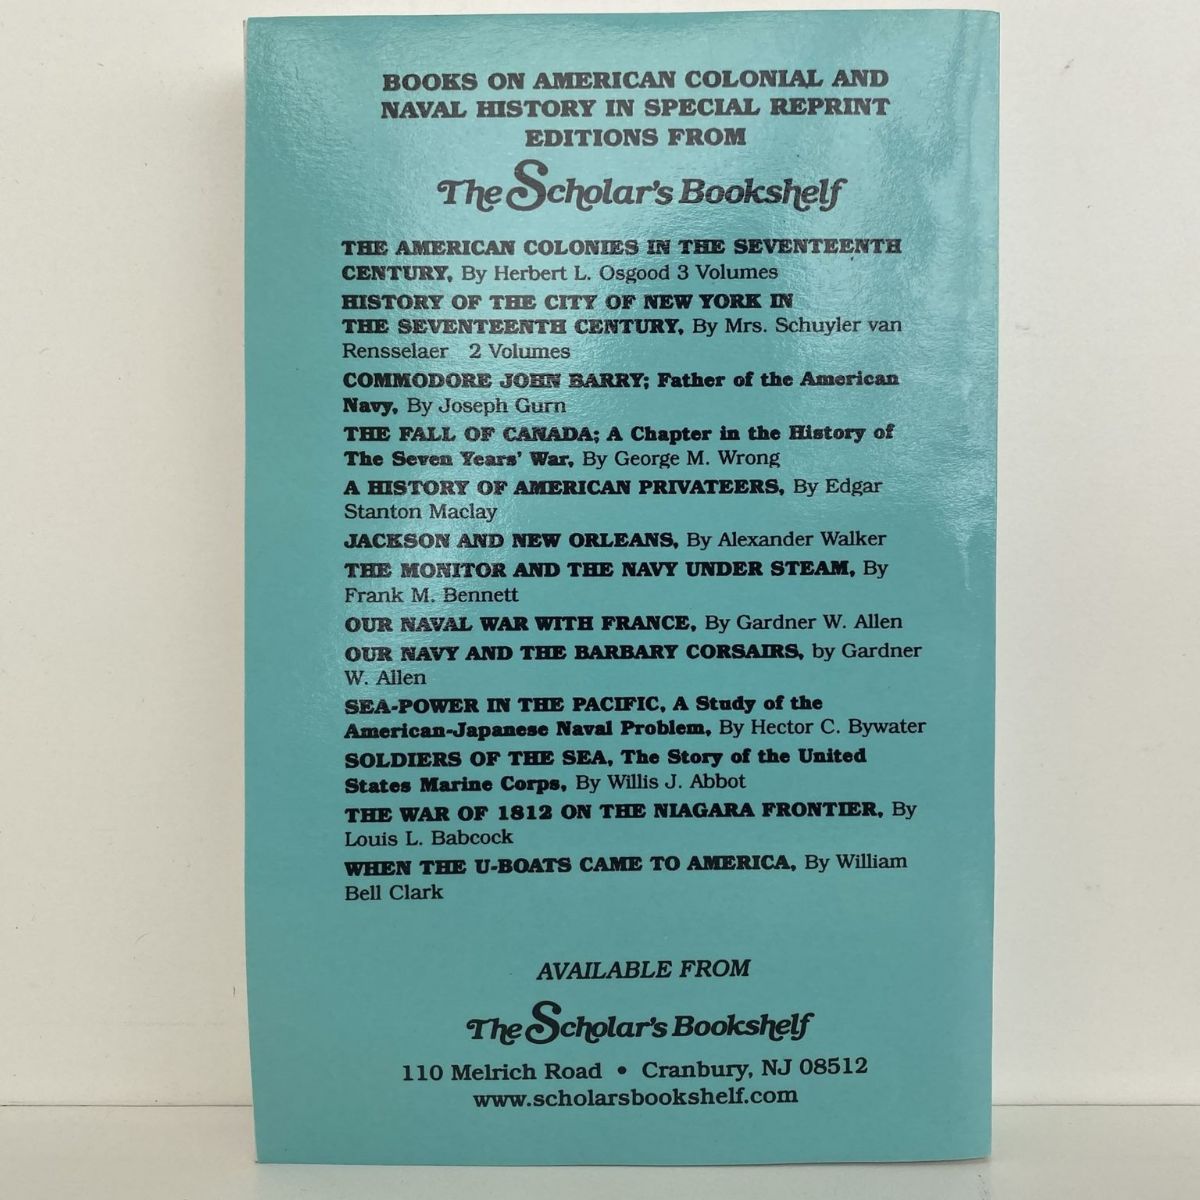 BOOKS ON AMERICAN COLONIAL AND
NAVAL HISTORY IN SPECIAL REPRINT
EDITIONS FROM
The Scholar's Bookshelf
THE AMERICAN COLONIES IN THE SEVENTEENTH
CENTURY, By Herbert L. Osgood 3 Volumes
HISTORY OF THE CITY OF NEW YORK IN
THE SEVENTEENTH CENTURY, By Mrs. Schuyler van
Rensselaer 2 Volumes
COMMODORE JOHN BARRY; Father of the American
Navy, By Joseph Gurn
THE FALL OF CANADA; A Chapter in the History of
The Seven Years' War, By George M. Wrong
A HISTORY OF AMERICAN PRIVATEERS, By Edgar
Stanton Maclay
JACKSON AND NEW ORLEANS, By Alexander Walker
THE MONITOR AND THE NAVY UNDER STEAM, By
Frank M. Bennett
OUR NAVAL WAR WITH FRANCE, By Gardner W. Allen
OUR NAVY AND THE BARBARY CORSAIRS, by Gardner
W. Allen
SEA-POWER IN THE PACIFIC, A Study of the
American-Japanese Naval Problem, By Hector C. Bywater
SOLDIERS OF THE SEA, The Story of the United
States Marine Corps, By Willis J. Abbot
THE WAR OF 1812 ON THE NIAGARA FRONTIER, By
Louis L. Babcock
WHEN THE U-BOATS CAME TO AMERICA, By William
Bell Clark
AVAILABLE FROM
The Scholar's Bookshelf
110 Melrich Road • Cranbury, NJ 08512
www.scholarsbookshelf.com